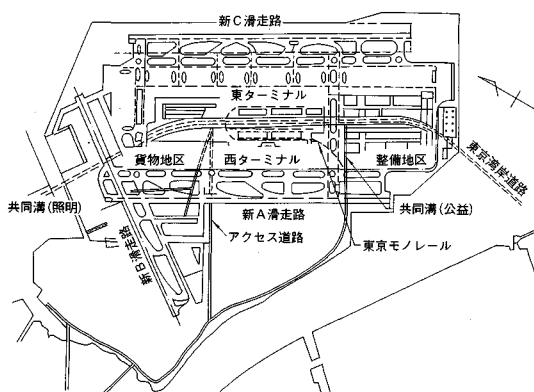 新C滑走路
東ターミナル
貨物地区
西ターミナル
整備地区
東京湾岸道路
共同溝(照明)
新A滑走路
共同溝(公益)
アクセス道路
東京モノレール
新B滑走路